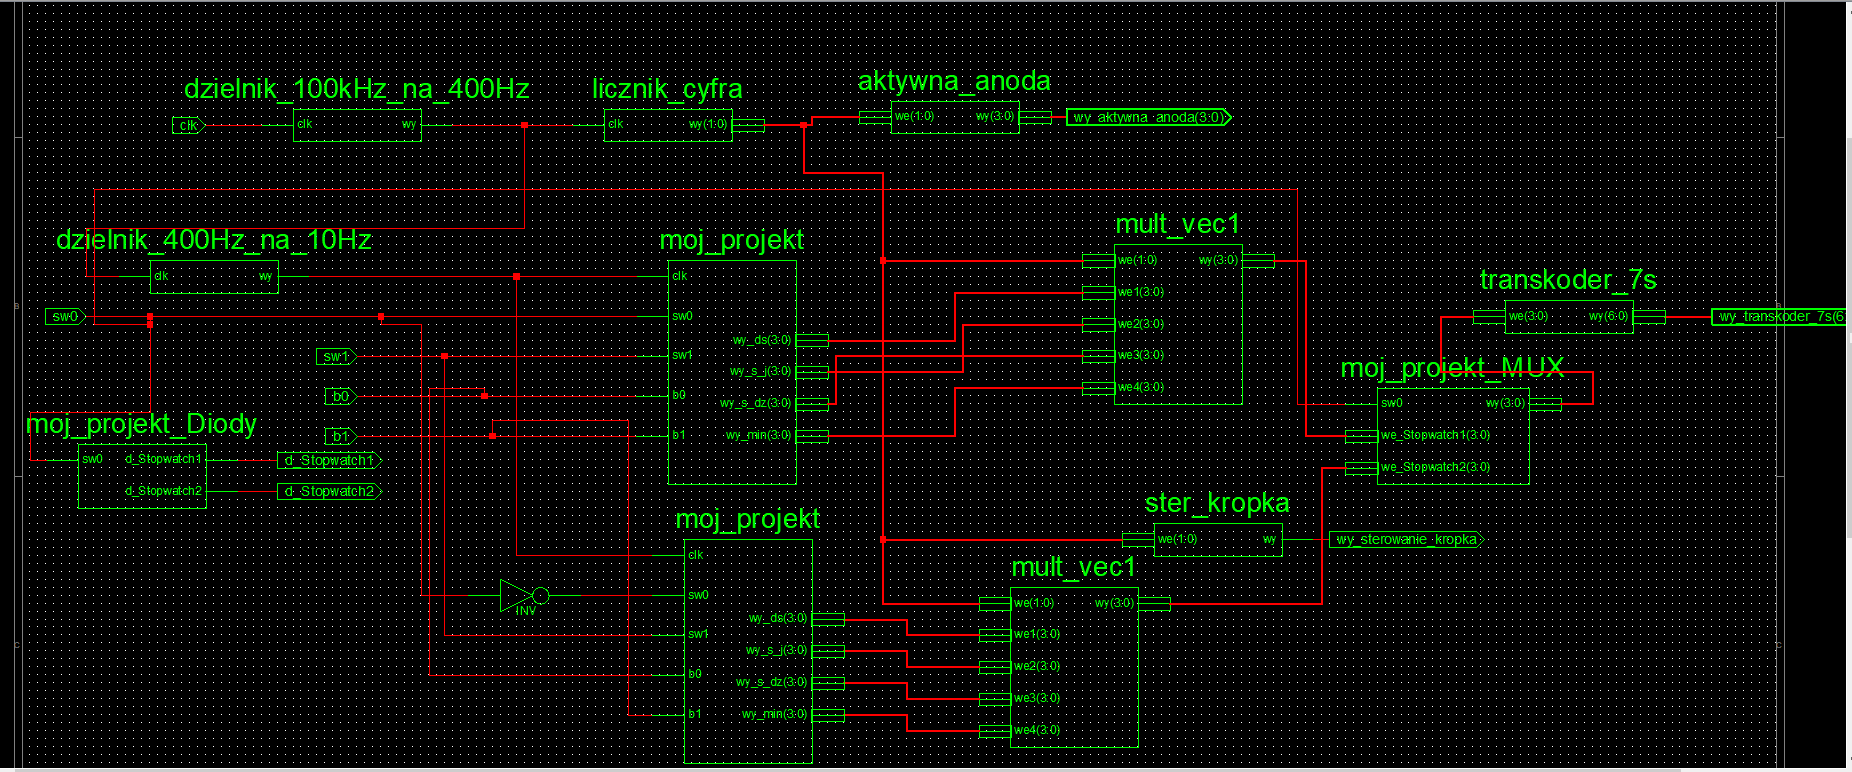 dzielnik_100kHz_na_400Hz
clk
clk
wy
licznik_cyfra
clk
wy(1:0)
aktywna_anoda
we(1:0)
wy(3:0)
wy_aktywna_anoda(3:0)
dzielnik_400Hz_na_10Hz
clk
wy
sw0
sw1
b0
b1
moj_projekt_Diody
sw0
d_Stopwatch1
d_Stopwatch2
d_Stopwatch1
d_Stopwatch2
moj_projekt
clk
sw0
sw1
b0
b1
wy_ds(3:0)
wy_s_j(3:0)
wy_s_dz(3:0)
wy_min(3:0)
mult_vec1
we(1:0)
wy(3:0)
we1(3:0)
we2(3:0)
we3(3:0)
we4(3:0)
transkoder_7s
we(3:0)
wy(6:0)
wy_transkoder_7s(6:
moj_projekt_MUX
sw0
wy(3:0)
we_Stopwatch1(3:0)
we_Stopwatch2(3:0)
ster_kropka
we(1:0)
wy
wy_sterowanie_kropka
INV
moj_projekt
clk
sw0
sw1
b0
b1
wy_ds(3:0)
wy_s_j(3:0)
wy_s_dz(3:0)
wy_min(3:0)
mult_vec1
we(1:0)
wy(3:0)
we1(3:0)
we2(3:0)
we3(3:0)
we4(3:0)
B
B
C
C